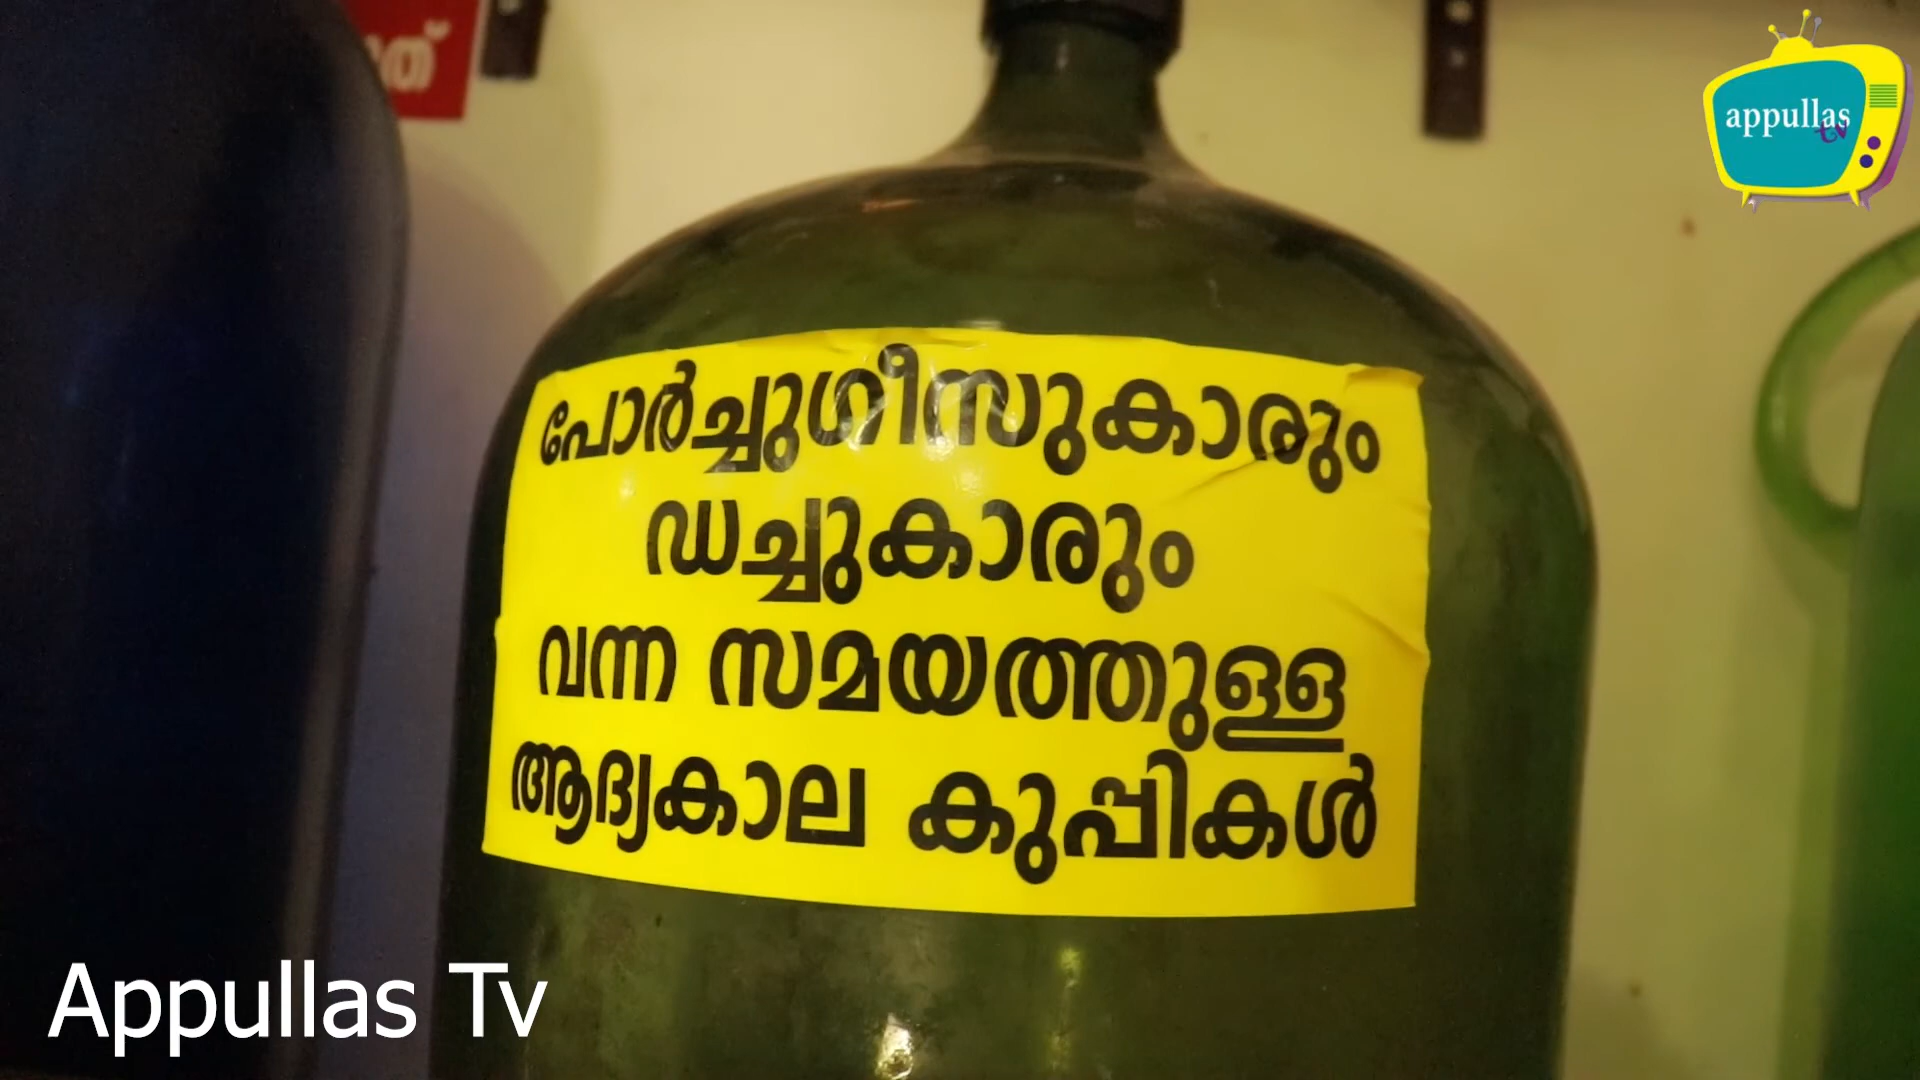 appullas
tv
പോർച്ചുഗീസുകാരും
ഡച്ചുകാരും
വന്ന സമയത്തുള്ള
ആദ്യകാല കുപ്പികൾ
Appullas Tv